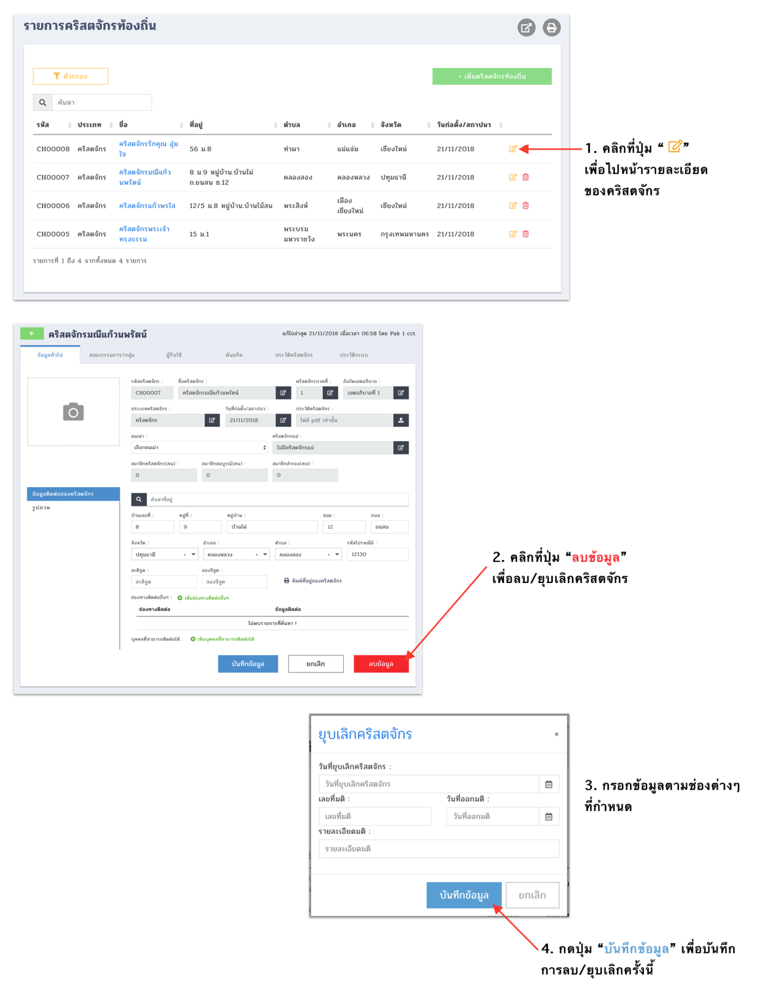 รายการคริสตจักรท้องถิ่น
ตัวกรอง
+ เพิ่มคริสตจักรท้องถิ่น
ค้นหา
รหัส ประเภท ชื่อ ที่อยู่ ตำบล อำเภอ จังหวัด วันก่อตั้ง/สถาปนา
CH00008 คริสตจักร คริสตจักรรักคุณ อุ่มใจ 56 ม.8 ท่าผา แม่แจ่ม เชียงใหม่ 21/11/2018
CH00007 คริสตจักร คริสตจักรมณีแก้วนพรัตน์ 8 ม.9 หมู่บ้าน.บ้านไผ่ ถ.ยนสน ซ.12 คลองสอง คลองหลวง ปทุมธานี 21/11/2018
CH00006 คริสตจักร คริสตจักรแก้วพรใส 12/5 ม.8 หมู่บ้าน.บ้านไม้สน พระสิงห์ เมืองเชียงใหม่ เชียงใหม่ 21/11/2018
CH00005 คริสตจักร คริสตจักรพระเจ้าทรงธรรม 15 ม.1 พระบรมมหาราชวัง พระนคร กรุงเทพมหานคร 21/11/2018
รายการที่ 1 ถึง 4 จากทั้งหมด 4 รายการ
1. คลิกที่ปุ่ม “ ”
เพื่อไปหน้ารายละเอียด
ของคริสตจักร
คริสตจักรมณีแก้วนพรัตน์
แก้ไขล่าสุด 21/11/2018 เมื่อเวลา 06:58 โดย Pak 1 cct
ข้อมูลทั่วไป คณะกรรมการ/กลุ่ม ผู้รับใช้ พันธกิจ ประวัติคริสตจักร ประวัติระบบ
รหัสคริสตจักร : ชื่อคริสตจักร : คริสตจักรภาคที่ : สังกัดเขตอภิบาล :
CH00007 คริสตจักรมณีแก้วนพรัตน์ 1 เขตอภิบาลที่ 1
ประเภทคริสตจักร : วันที่ก่อตั้ง/สถาปนา : ประวัติคริสตจักร :
คริสตจักร 21/11/2018 ไฟล์ pdf เท่านั้น
ชนเผ่า : คริสตจักรแม่ :
เลือกชนเผ่า ไม่มีคริสตจักรแม่
สมาชิกคริสตจักร(คน) : สมาชิกสมบูรณ์(คน) : สมาชิกสำรอง(คน) :
0 0 0
ข้อมูลติดต่อของคริสตจักร
รูปภาพ
ค้นหาที่อยู่
บ้านเลขที่ : หมู่ที่ : หมู่บ้าน : ซอย : ถนน :
8 9 บ้านไผ่ 12 ยนสน
จังหวัด : อำเภอ : ตำบล : รหัสไปรษณีย์ :
ปทุมธานี × คลองหลวง × คลองสอง × 12130
ละติจูด : ลองจิจูด :
ละติจูด ลองจิจูด พิมพ์ที่อยู่ของคริสตจักร
ช่องทางติดต่ออื่นๆ : เพิ่มช่องทางติดต่ออื่นๆ
ช่องทางติดต่อ ข้อมูลติดต่อ
ไม่พบรายการที่ค้นหา !
บุคคลที่สามารถติดต่อได้ : เพิ่มบุคคลที่สามารถติดต่อได้
บันทึกข้อมูล ยกเลิก ลบข้อมูล
2. คลิกที่ปุ่ม “ลบข้อมูล”
เพื่อลบ/ยุบเลิกคริสตจักร
ยุบเลิกคริสตจักร ×
วันที่ยุบเลิกคริสตจักร :
วันที่ยุบเลิกคริสตจักร
เลขที่มติ : วันที่ออกมติ :
เลขที่มติ วันที่ออกมติ
รายละเอียดมติ :
รายละเอียดมติ
บันทึกข้อมูล ยกเลิก
3. กรอกข้อมูลตามช่องต่างๆ
ที่กำหนด
4. กดปุ่ม “บันทึกข้อมูล” เพื่อบันทึก
การลบ/ยุบเลิกครั้งนี้